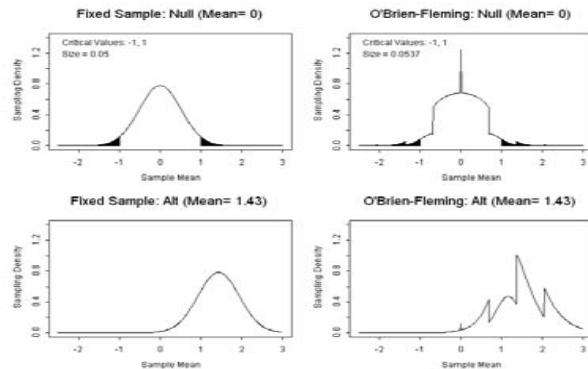 Fixed Sample: Null (Mean= 0)
Critical Values: -1, 1
Size = 0.05
Sampling Density
0.0 0.4 0.8 1.2
-2 -1 0 1 2 3
Sample Mean
O'Brien-Fleming: Null (Mean= 0)
Critical Values: -1, 1
Size = 0.0537
Sampling Density
0.0 0.4 0.8 1.2
-2 -1 0 1 2 3
Sample Mean
Fixed Sample: Alt (Mean= 1.43)
Sampling Density
0.0 0.4 0.8 1.2
-2 -1 0 1 2 3
Sample Mean
O'Brien-Fleming: Alt (Mean= 1.43)
Sampling Density
0.0 0.4 0.8 1.2
-2 -1 0 1 2 3
Sample Mean